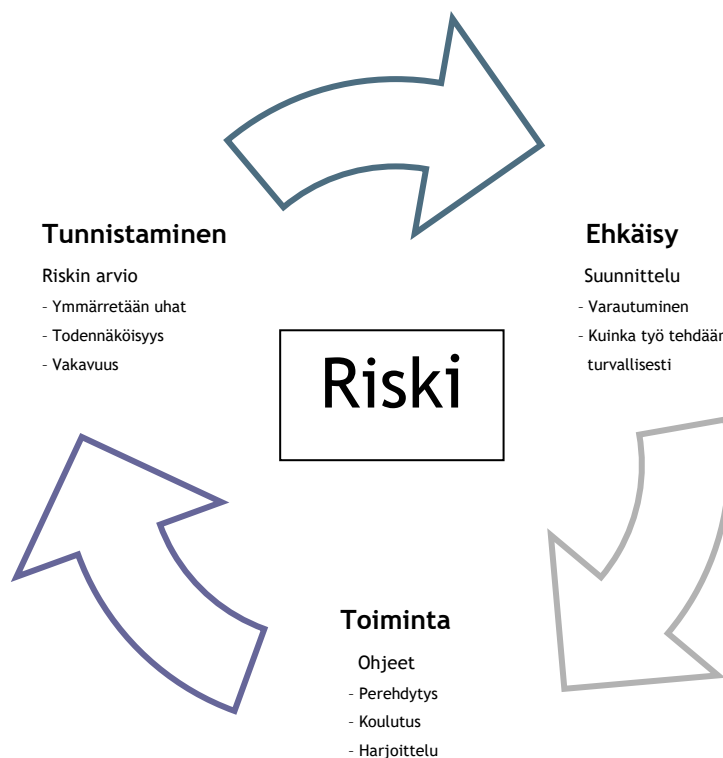 Tunnistaminen
Riskin arvio
- Ymmärretään uhat
- Todennäköisyys
- Vakavuus
Ehkäisy
Suunnittelu
- Varautuminen
- Kuinka työ tehdään
turvallisesti
Riski
Toiminta
Ohjeet
- Perehdytys
- Koulutus
- Harjoittelu